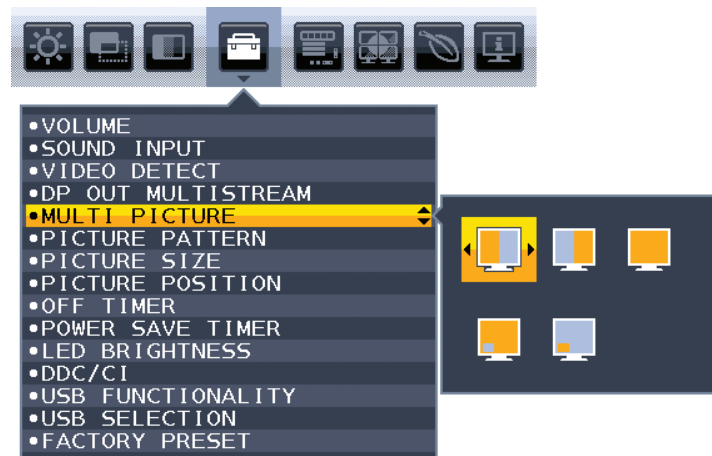 •VOLUME
•SOUND INPUT
•VIDEO DETECT
•DP OUT MULTISTREAM
•MULTI PICTURE
•PICTURE PATTERN
•PICTURE SIZE
•PICTURE POSITION
•OFF TIMER
•POWER SAVE TIMER
•LED BRIGHTNESS
•DDC/CI
•USB FUNCTIONALITY
•USB SELECTION
•FACTORY PRESET